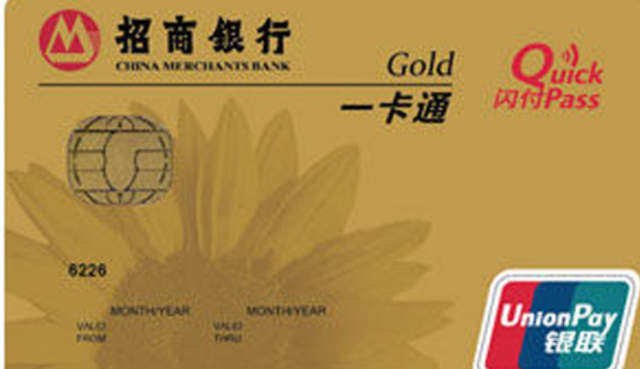 招商银行
CHINA MERCHANTS BANK
Gold
一卡通
Quick
闪付Pass
6226
MONTH/YEAR MONTH/YEAR
VALID FROM
VALID THRU
UnionPay
银联